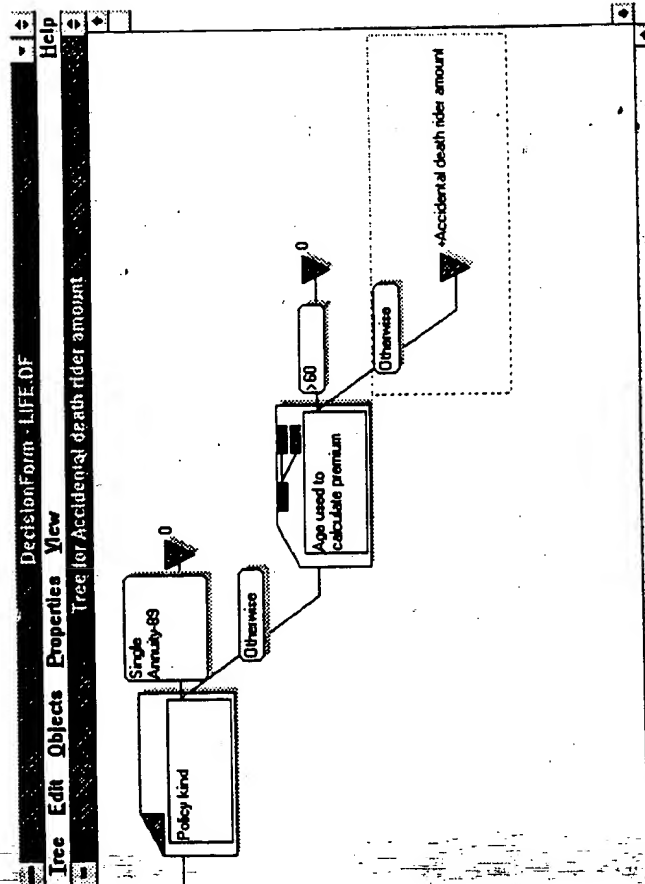 DecisionForm - LIFE.DF
Tree Edit Objects Properties View Help
Tree for Accidental death rider amount
Policy kind
Single
Annuity-89
0
Otherwise
Age used to
calculate premium
>60
0
Otherwise
+Accidental death rider amount